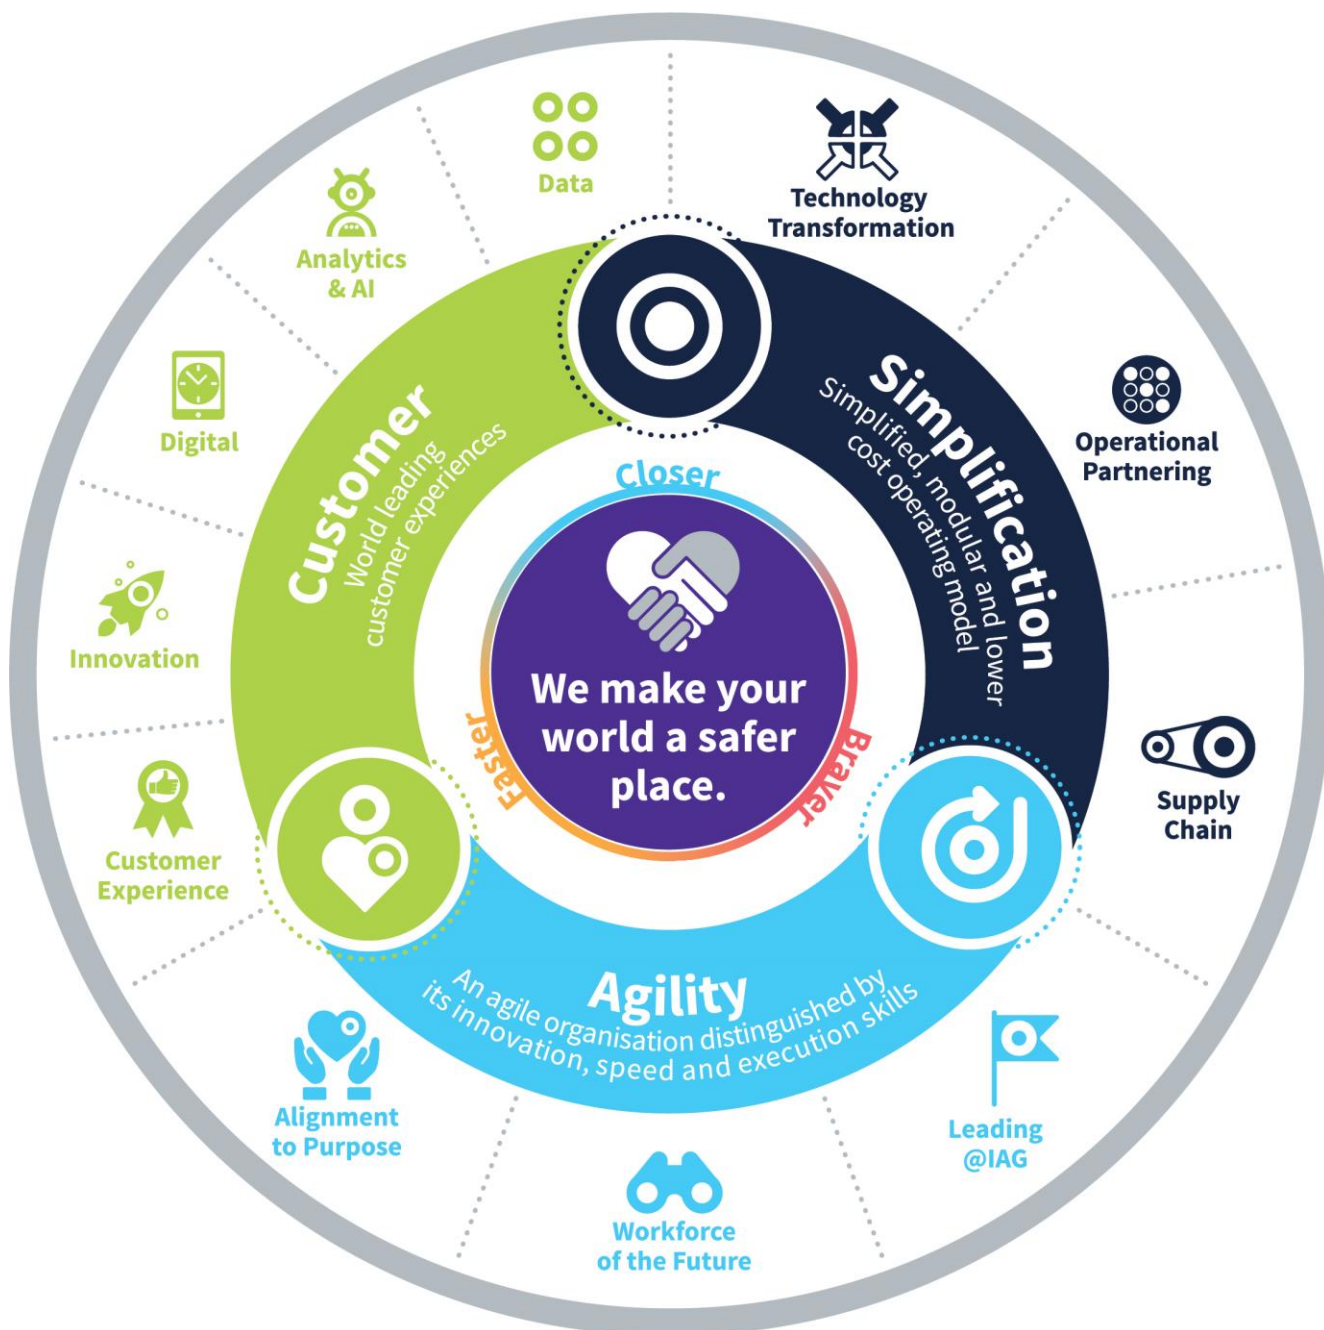 Data
Technology
Transformation
Analytics
& AI
Operational
Partnering
Digital
Innovation
Supply
Chain
Customer
Experience
Alignment
to Purpose
Workforce
of the Future
Leading
@IAG
Customer
World leading
customer experiences
Simplification
Simplified, modular and lower
cost operating model
Agility
An agile organisation distinguished by
its innovation, speed and execution skills
Closer
Braver
Faster
We make your
world a safer
place.